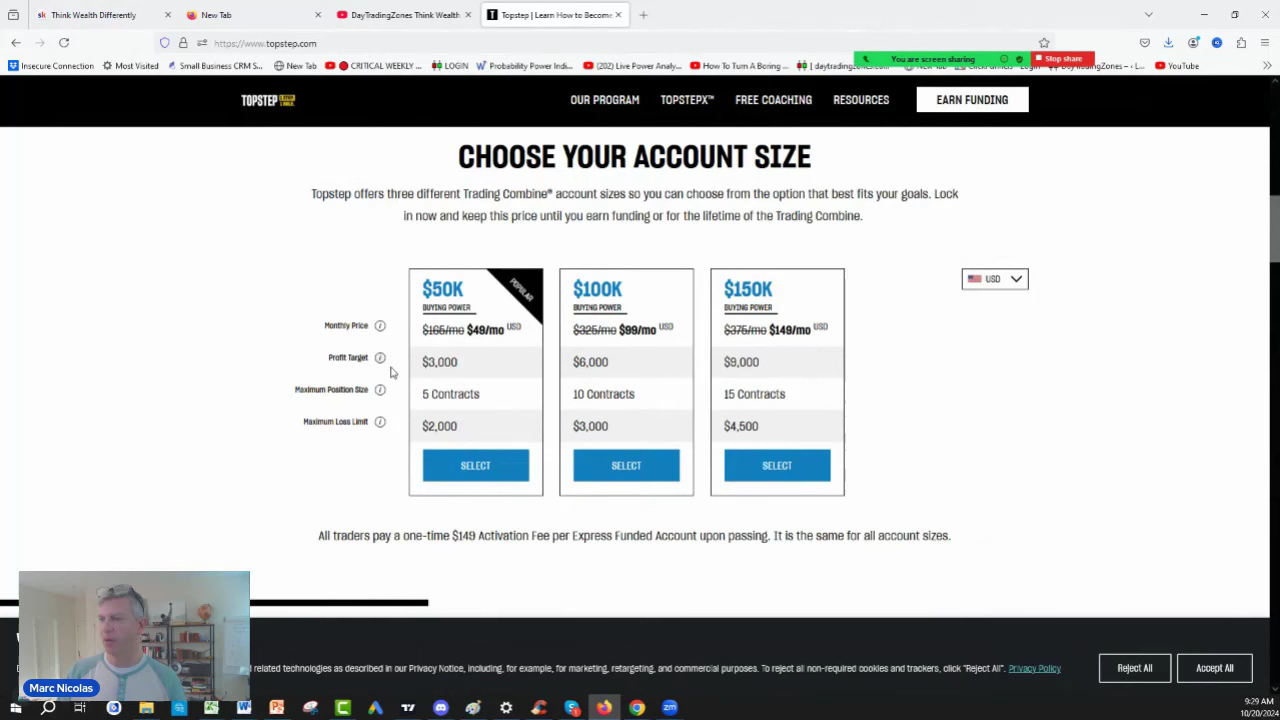 Think Wealth Differently
New Tab
DayTradingZones Think Wealth
Topstep | Learn How to Become
https://www.topstep.com
Insecure Connection
Most Visited
Small Business CRM S...
New Tab
CRITICAL WEEKLY ...
LOGIN
Probability Power Indi...
(202) Live Power Analy...
How To Turn A Boring ...
YouTube
You are screen sharing
Stop share
TOPSTEP
OUR PROGRAM
TOPSTEPX™
FREE COACHING
RESOURCES
EARN FUNDING
CHOOSE YOUR ACCOUNT SIZE
Topstep offers three different Trading Combine® account sizes so you can choose from the option that best fits your goals. Lock
in now and keep this price until you earn funding or for the lifetime of the Trading Combine.
USD
$50K $100K $150K
POPULAR
BUYING POWER BUYING POWER BUYING POWER
Monthly Price $165/mo $49/mo USD $325/mo $99/mo USD $375/mo $149/mo USD
Profit Target $3,000 $6,000 $9,000
Maximum Position Size 5 Contracts 10 Contracts 15 Contracts
Maximum Loss Limit $2,000 $3,000 $4,500
SELECT SELECT SELECT
All traders pay a one-time $149 Activation Fee per Express Funded Account upon passing. It is the same for all account sizes.
related technologies as described in our Privacy Notice, including, for example, for marketing, retargeting, and commercial purposes. To reject all non-required cookies and trackers, click "Reject All". Privacy Policy
Reject All
Accept All
Marc Nicolas
9:29 AM
10/20/2024